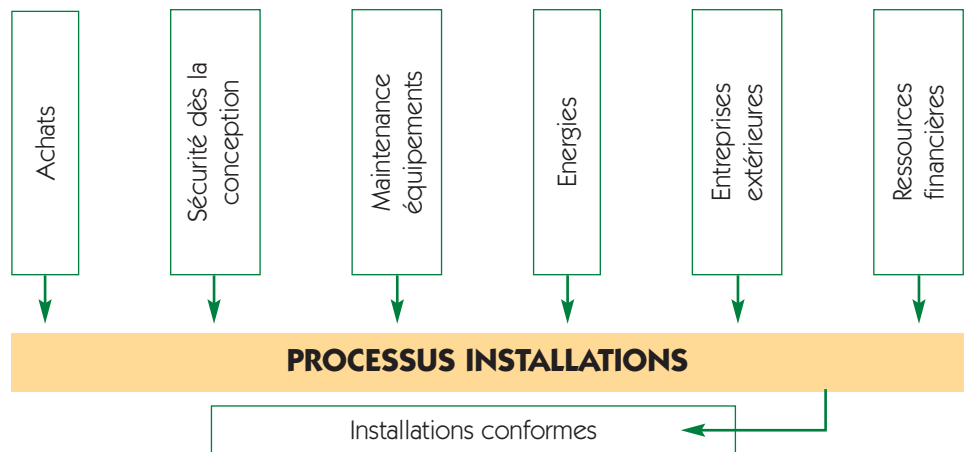 Achats
Sécurité dès la
conception
Maintenance
équipements
Energies
Entreprises
extérieures
Ressources
financières
PROCESSUS INSTALLATIONS
Installations conformes